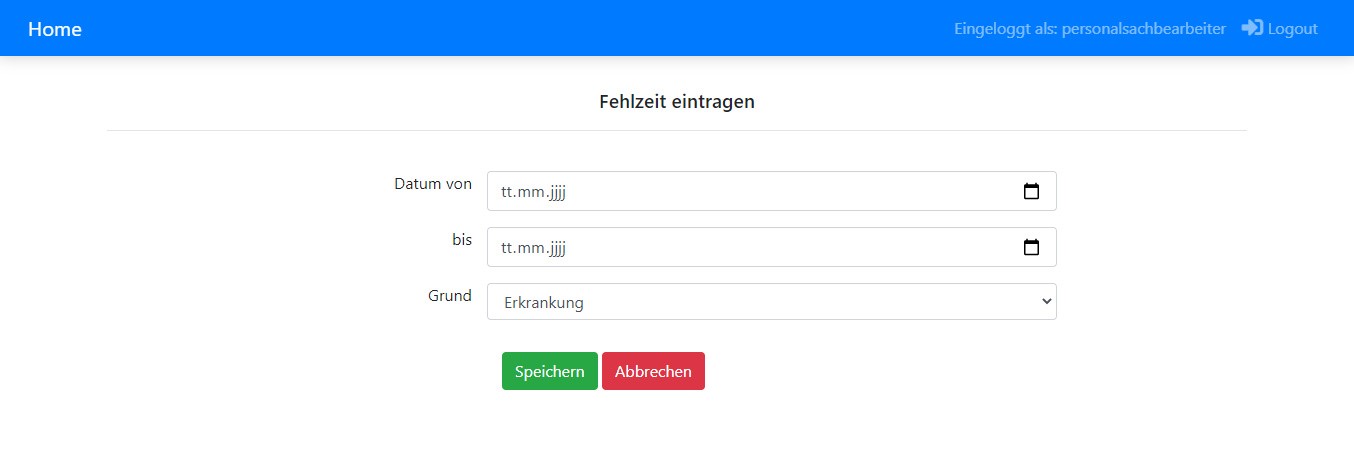 Home
Eingeloggt als: personalsachbearbeiter Logout
Fehlzeit eintragen
Datum von tt.mm.jjjj
bis tt.mm.jjjj
Grund Erkrankung
Speichern Abbrechen